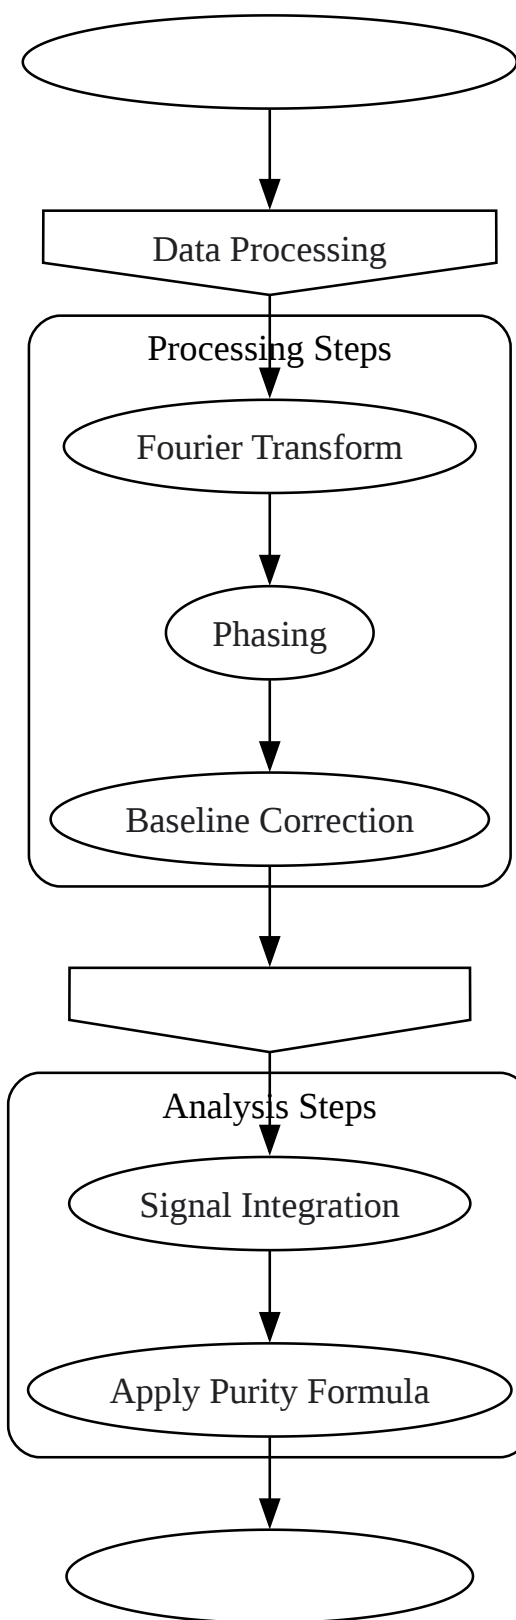 Data Processing
Processing Steps
Fourier Transform
Phasing
Baseline Correction
Analysis Steps
Signal Integration
Apply Purity Formula